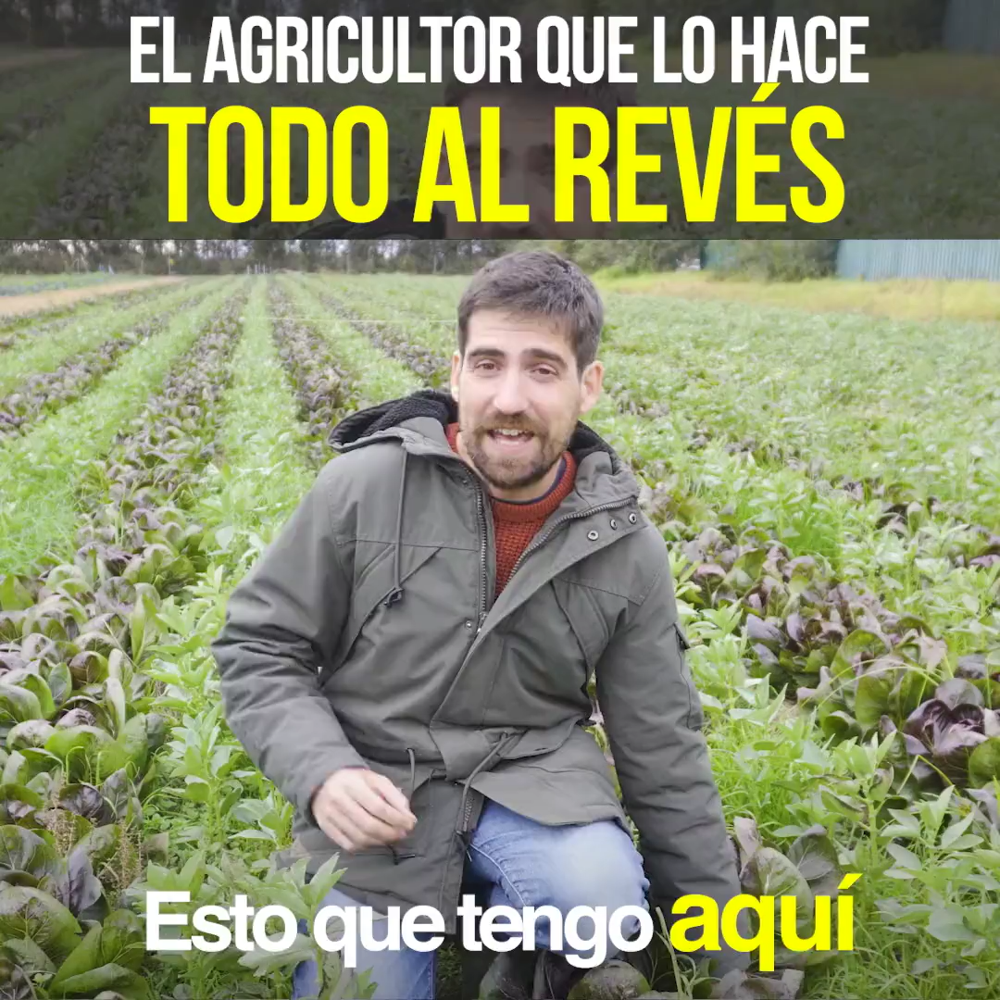 EL AGRICULTOR QUE LO HACE
TODO AL REVÉS
Esto que tengo aquí